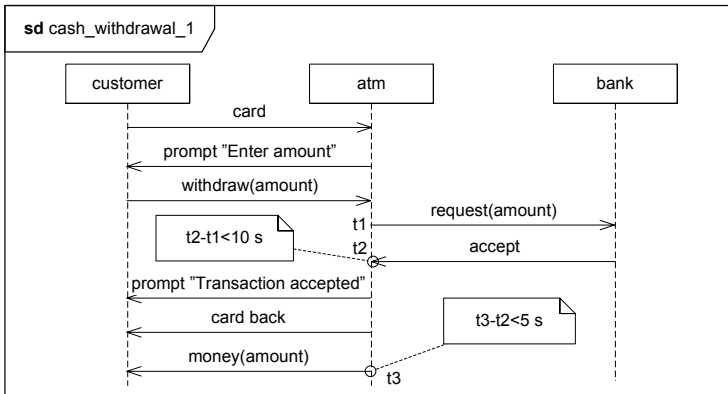 sd cash_withdrawal_1
customer
atm
bank
card
prompt ”Enter amount”
withdraw(amount)
t1
request(amount)
t2-t1<10 s
t2
accept
prompt ”Transaction accepted”
card back
t3-t2<5 s
money(amount)
t3